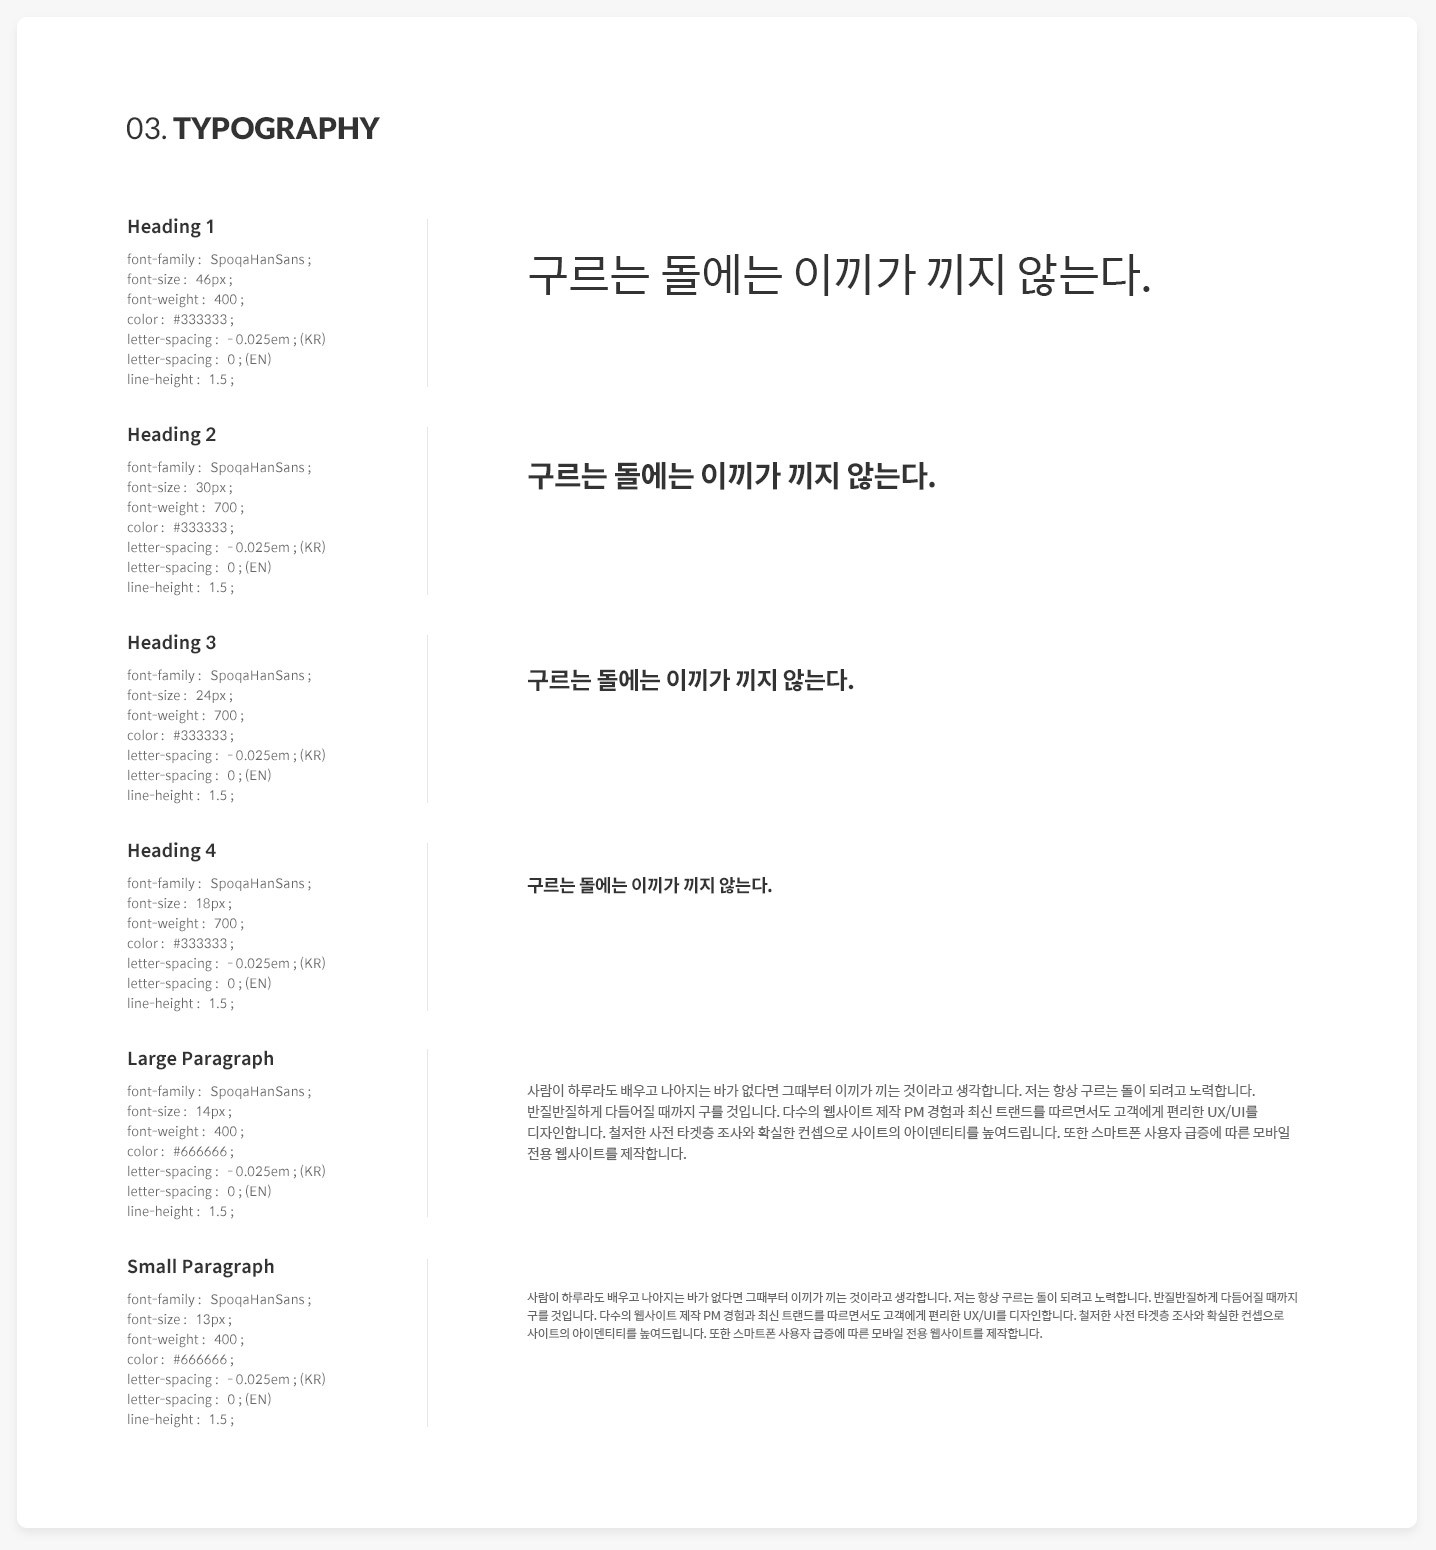 03. TYPOGRAPHY
Heading 1
font-family : SpoqaHanSans ;
font-size : 46px ;
font-weight : 400 ;
color : #333333 ;
letter-spacing : -0.025em ; (KR)
letter-spacing : 0 ; (EN)
line-height : 1.5 ;
구르는 돌에는 이끼가 끼지 않는다.
Heading 2
font-family : SpoqaHanSans ;
font-size : 30px ;
font-weight : 700 ;
color : #333333 ;
letter-spacing : -0.025em ; (KR)
letter-spacing : 0 ; (EN)
line-height : 1.5 ;
구르는 돌에는 이끼가 끼지 않는다.
Heading 3
font-family : SpoqaHanSans ;
font-size : 24px ;
font-weight : 700 ;
color : #333333 ;
letter-spacing : -0.025em ; (KR)
letter-spacing : 0 ; (EN)
line-height : 1.5 ;
구르는 돌에는 이끼가 끼지 않는다.
Heading 4
font-family : SpoqaHanSans ;
font-size : 18px ;
font-weight : 700 ;
color : #333333 ;
letter-spacing : -0.025em ; (KR)
letter-spacing : 0 ; (EN)
line-height : 1.5 ;
구르는 돌에는 이끼가 끼지 않는다.
Large Paragraph
font-family : SpoqaHanSans ;
font-size : 14px ;
font-weight : 400 ;
color : #666666 ;
letter-spacing : -0.025em ; (KR)
letter-spacing : 0 ; (EN)
line-height : 1.5 ;
사람이 하루라도 배우고 나아지는 바가 없다면 그때부터 이끼가 끼는 것이라고 생각합니다. 저는 항상 구르는 돌이 되려고 노력합니다.
반질반질하게 다듬어질 때까지 구를 것입니다. 다수의 웹사이트 제작 PM 경험과 최신 트랜드를 따르면서도 고객에게 편리한 UX/UI를
디자인합니다. 철저한 사전 타겟층 조사와 확실한 컨셉으로 사이트의 아이덴티티를 높여드립니다. 또한 스마트폰 사용자 급증에 따른 모바일
전용 웹사이트를 제작합니다.
Small Paragraph
font-family : SpoqaHanSans ;
font-size : 13px ;
font-weight : 400 ;
color : #666666 ;
letter-spacing : -0.025em ; (KR)
letter-spacing : 0 ; (EN)
line-height : 1.5 ;
사람이 하루라도 배우고 나아지는 바가 없다면 그때부터 이끼가 끼는 것이라고 생각합니다. 저는 항상 구르는 돌이 되려고 노력합니다. 반질반질하게 다듬어질 때까지
구를 것입니다. 다수의 웹사이트 제작 PM 경험과 최신 트랜드를 따르면서도 고객에게 편리한 UX/UI를 디자인합니다. 철저한 사전 타겟층 조사와 확실한 컨셉으로
사이트의 아이덴티티를 높여드립니다. 또한 스마트폰 사용자 급증에 따른 모바일 전용 웹사이트를 제작합니다.